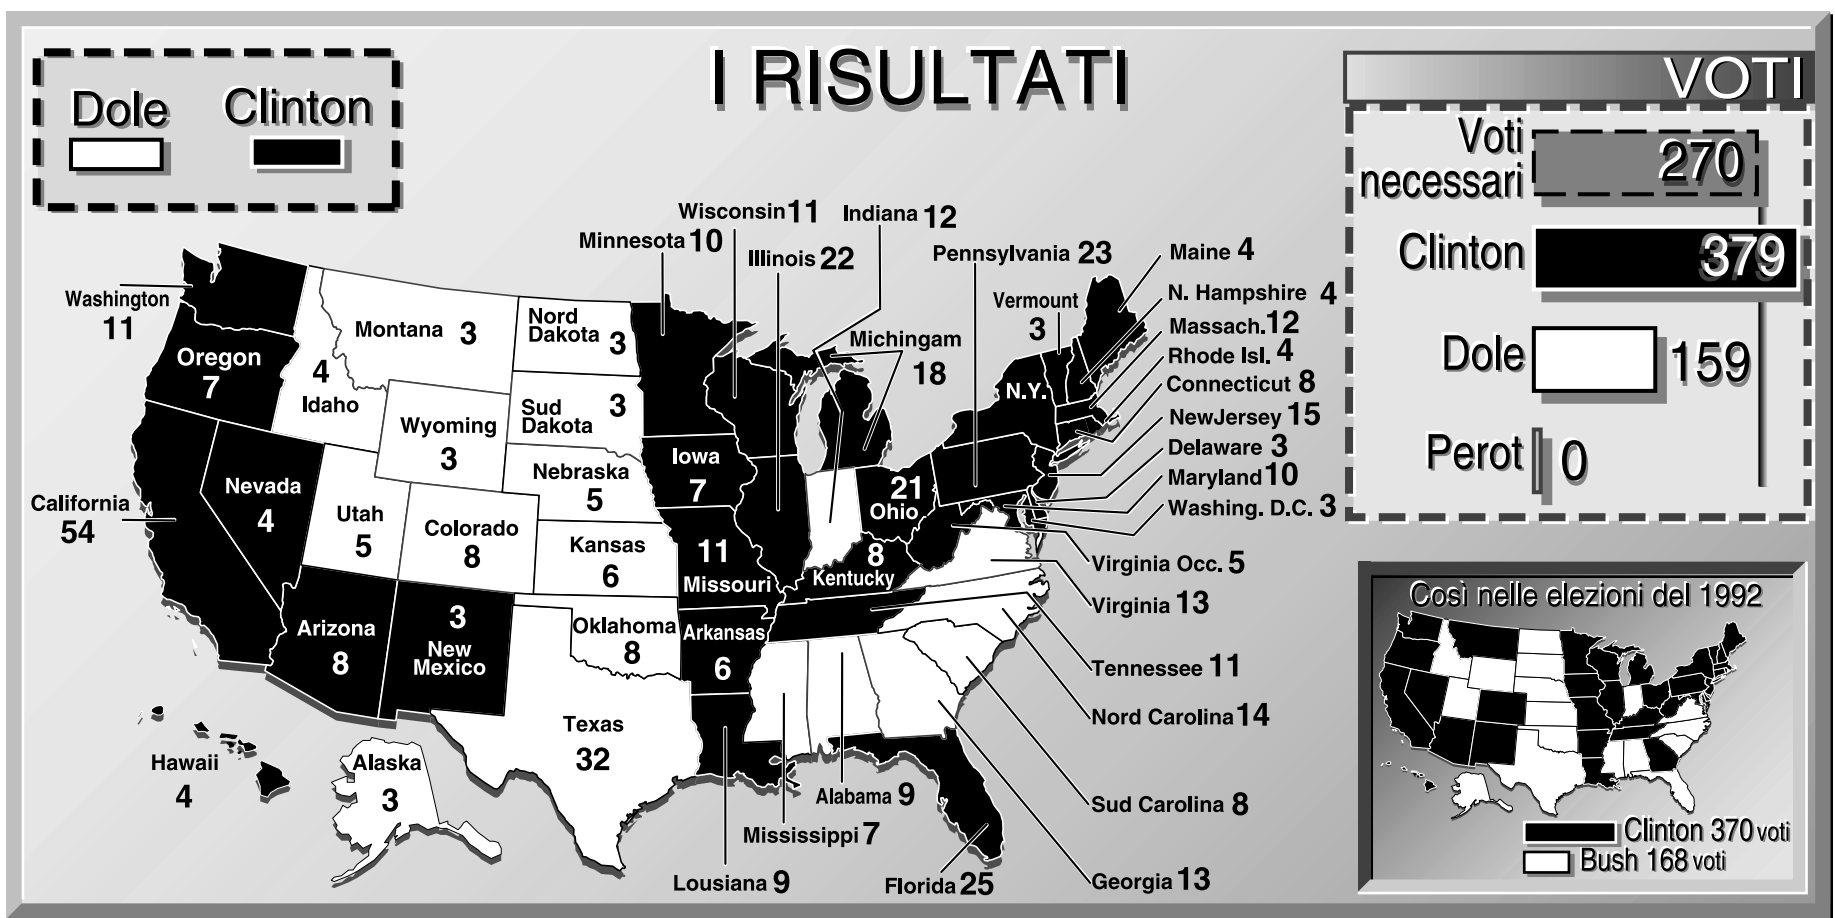 I RISULTATI
Dole Clinton
VOTI
Voti
necessari 270
Clinton 379
Dole 159
Perot 0
Washington
11
Oregon
7
California
54
Nevada
4
4
Idaho
Montana 3
Wyoming
3
Utah
5
Colorado
8
Arizona
8
3
New
Mexico
Nord
Dakota 3
Sud
Dakota 3
Nebraska
5
Kansas
6
Oklahoma
8
Texas
32
Hawaii
4
Alaska
3
Minnesota 10
Wisconsin 11
Illinois 22
Indiana 12
Michingam
18
Iowa
7
11
Missouri
Arkansas
6
Lousiana 9
Mississippi 7
Alabama 9
Florida 25
21
Ohio
8
Kentucky
Pennsylvania 23
Vermount
3
N.Y.
Maine 4
N. Hampshire 4
Massach. 12
Rhode Isl. 4
Connecticut 8
NewJersey 15
Delaware 3
Maryland 10
Washing. D.C. 3
Virginia Occ. 5
Virginia 13
Tennessee 11
Nord Carolina 14
Sud Carolina 8
Georgia 13
Così nelle elezioni del 1992
Clinton 370 voti
Bush 168 voti